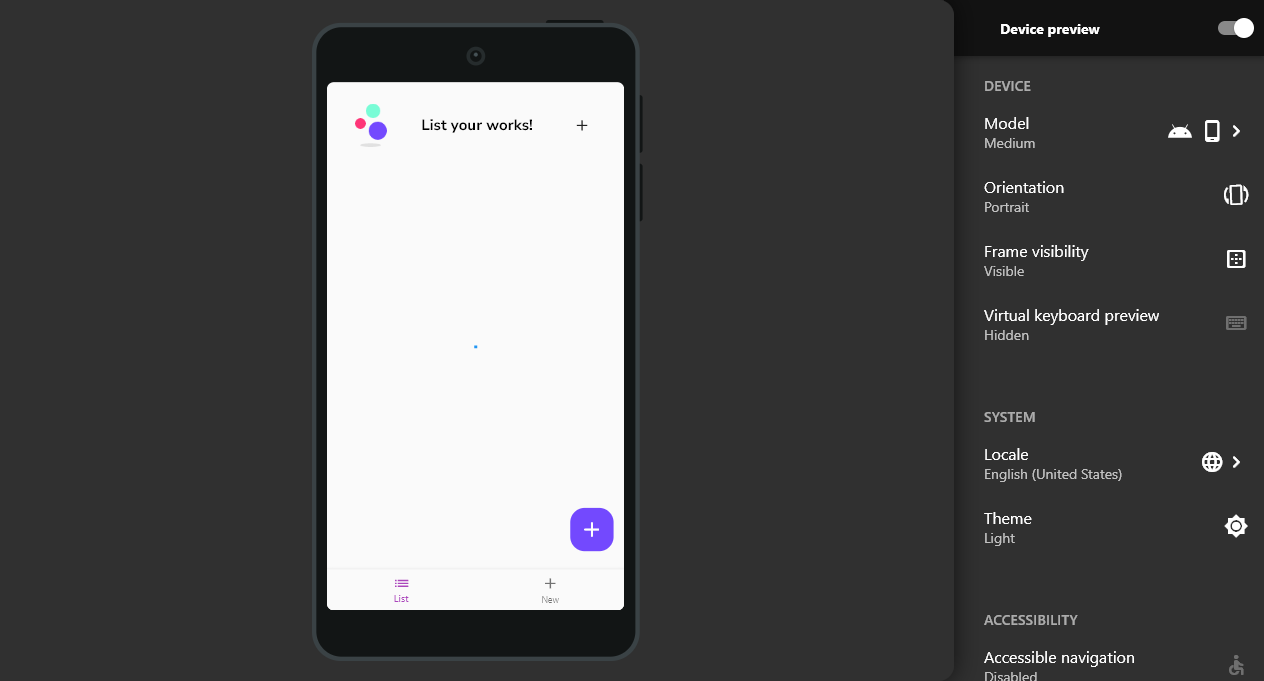 List your works!
List
New
Device preview
DEVICE
Model
Medium
Orientation
Portrait
Frame visibility
Visible
Virtual keyboard preview
Hidden
SYSTEM
Locale
English (United States)
Theme
Light
ACCESSIBILITY
Accessible navigation
Disabled